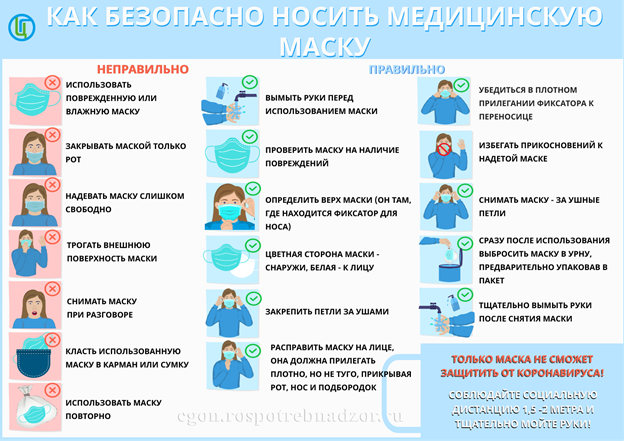 КАК БЕЗОПАСНО НОСИТЬ МЕДИЦИНСКУЮ
МАСКУ
НЕПРАВИЛЬНО
ИСПОЛЬЗОВАТЬ
ПОВРЕЖДЕННУЮ ИЛИ
ВЛАЖНУЮ МАСКУ
ЗАКРЫВАТЬ МАСКОЙ ТОЛЬКО
РОТ
НАДЕВАТЬ МАСКУ СЛИШКОМ
СВОБОДНО
ТРОГАТЬ ВНЕШНЮЮ
ПОВЕРХНОСТЬ МАСКИ
СНИМАТЬ МАСКУ
ПРИ РАЗГОВОРЕ
КЛАСТЬ ИСПОЛЬЗОВАННУЮ
МАСКУ В КАРМАН ИЛИ СУМКУ
ИСПОЛЬЗОВАТЬ МАСКУ
ПОВТОРНО
ПРАВИЛЬНО
ВЫМЫТЬ РУКИ ПЕРЕД
ИСПОЛЬЗОВАНИЕМ МАСКИ
ПРОВЕРИТЬ МАСКУ НА НАЛИЧИЕ
ПОВРЕЖДЕНИЙ
ОПРЕДЕЛИТЬ ВЕРХ МАСКИ (ОН ТАМ,
ГДЕ НАХОДИТСЯ ФИКСАТОР ДЛЯ
НОСА)
ЦВЕТНАЯ СТОРОНА МАСКИ -
СНАРУЖИ, БЕЛАЯ - К ЛИЦУ
ЗАКРЕПИТЬ ПЕТЛИ ЗА УШАМИ
РАСПРАВИТЬ МАСКУ НА ЛИЦЕ,
ОНА ДОЛЖНА ПРИЛЕГАТЬ
ПЛОТНО, НО НЕ ТУГО, ПРИКРЫВАЯ
РОТ, НОС И ПОДБОРОДОК
УБЕДИТЬСЯ В ПЛОТНОМ
ПРИЛЕГАНИИ ФИКСАТОРА К
ПЕРЕНОСИЦЕ
ИЗБЕГАТЬ ПРИКОСНОВЕНИЙ К
НАДЕТОЙ МАСКЕ
СНИМАТЬ МАСКУ - ЗА УШНЫЕ
ПЕТЛИ
СРАЗУ ПОСЛЕ ИСПОЛЬЗОВАНИЯ
ВЫБРОСИТЬ МАСКУ В УРНУ,
ПРЕДВАРИТЕЛЬНО УПАКОВАВ В
ПАКЕТ
ТЩАТЕЛЬНО ВЫМЫТЬ РУКИ
ПОСЛЕ СНЯТИЯ МАСКИ
ТОЛЬКО МАСКА НЕ СМОЖЕТ
ЗАЩИТИТЬ ОТ КОРОНАВИРУСА!
СОБЛЮДАЙТЕ СОЦИАЛЬНУЮ
ДИСТАНЦИЮ 1,5 -2 МЕТРА И
ТЩАТЕЛЬНО МОЙТЕ РУКИ!
cgon.rospotrebnadzor.ru